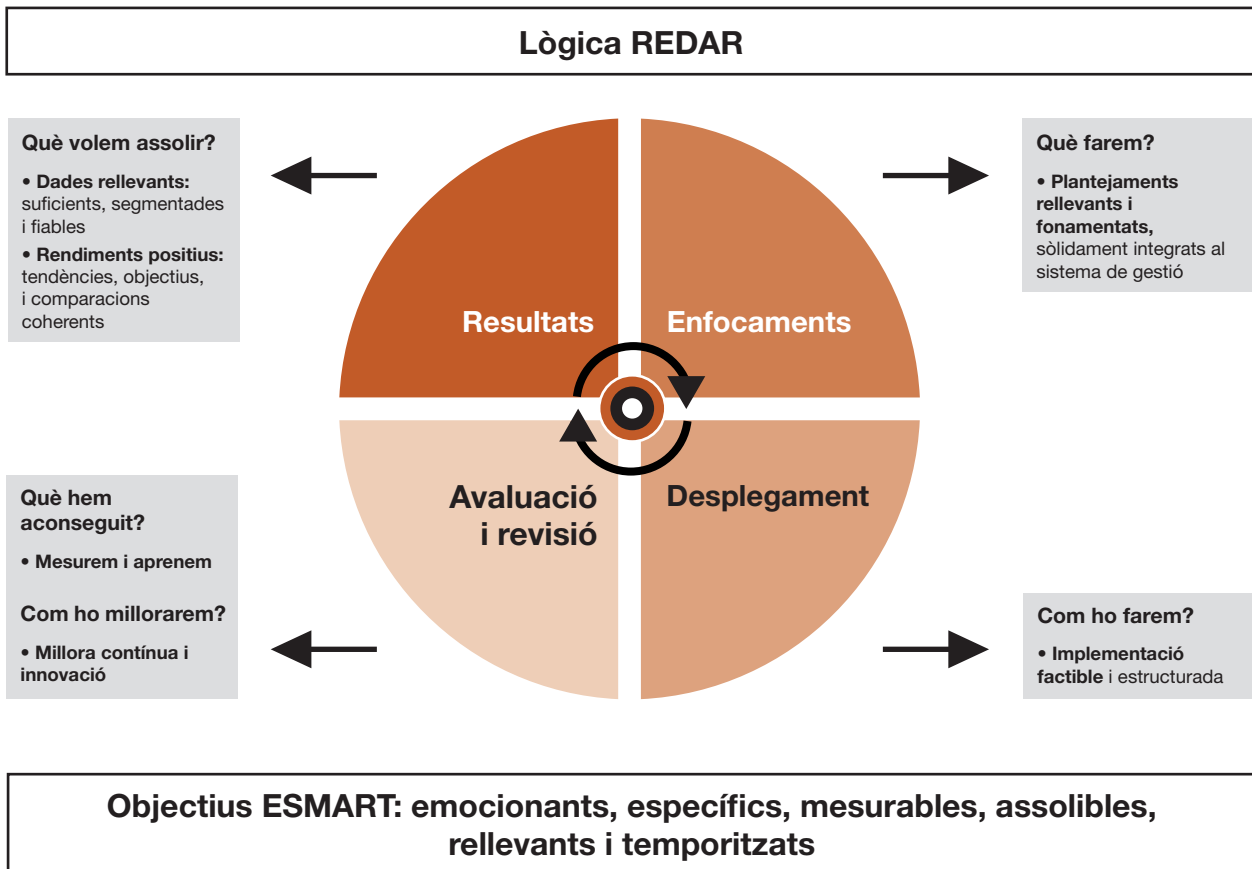 Lògica REDAR
Què volem assolir?
• Dades rellevants:
suficients, segmentades
i fiables
• Rendiments positius:
tendències, objectius,
i comparacions
coherents
Què farem?
• Plantejaments
rellevants i
fonamentats,
sòlidament integrats al
sistema de gestió
Resultats
Enfocaments
Avaluació
i revisió
Desplegament
Què hem
aconseguit?
• Mesurem i aprenem
Com ho millorarem?
• Millora contínua i
innovació
Com ho farem?
• Implementació
factible i estructurada
Objectius ESMART: emocionants, específics, mesurables, assolibles,
rellevants i temporitzats